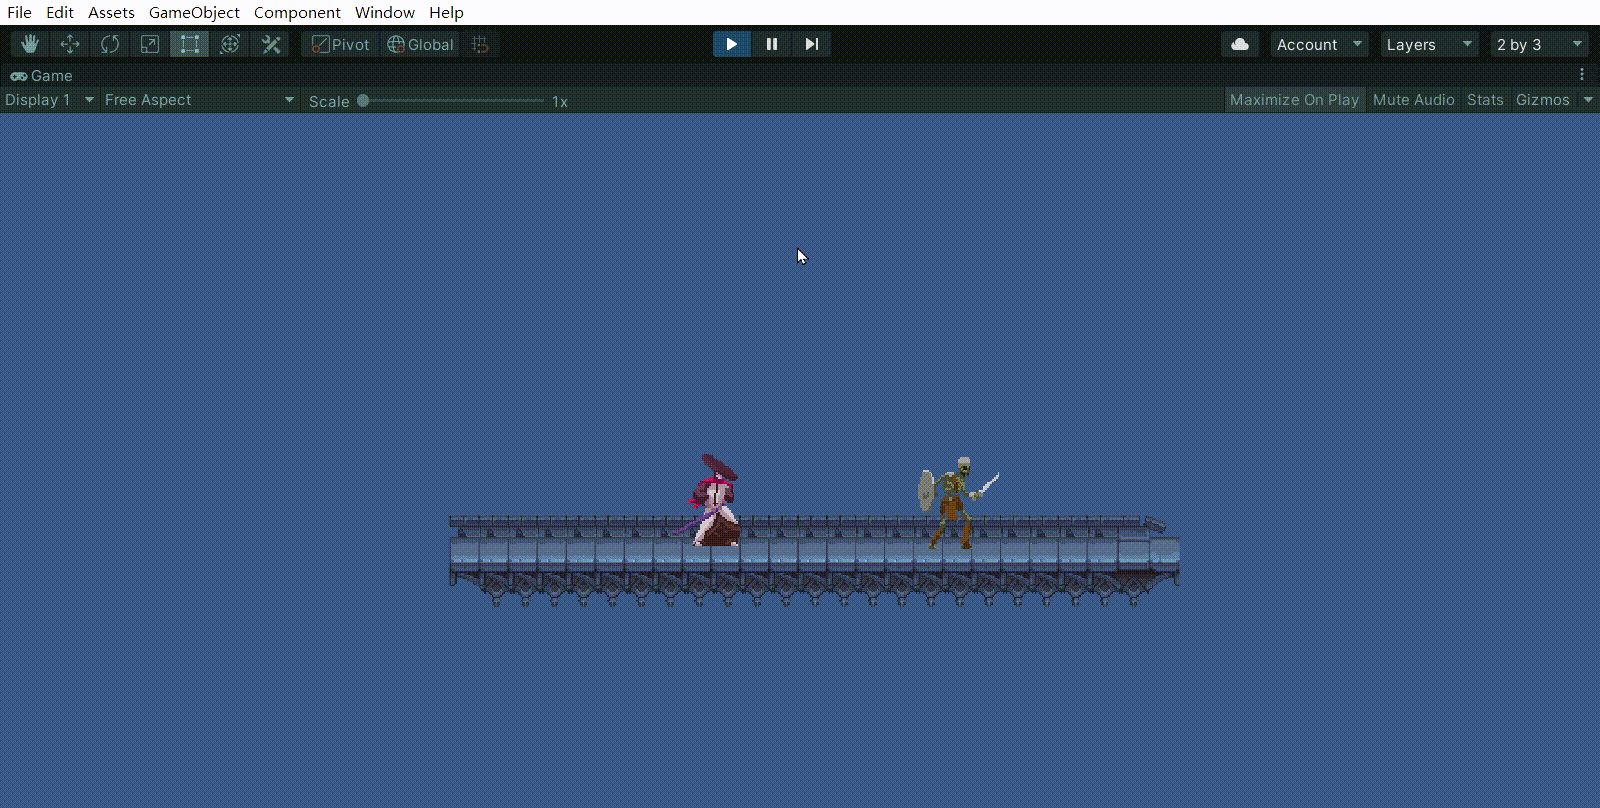 File Edit Assets GameObject Component Window Help
Pivot Global Account Layers 2 by 3
Game
Display 1 Free Aspect Scale 1x Maximize On Play Mute Audio Stats Gizmos